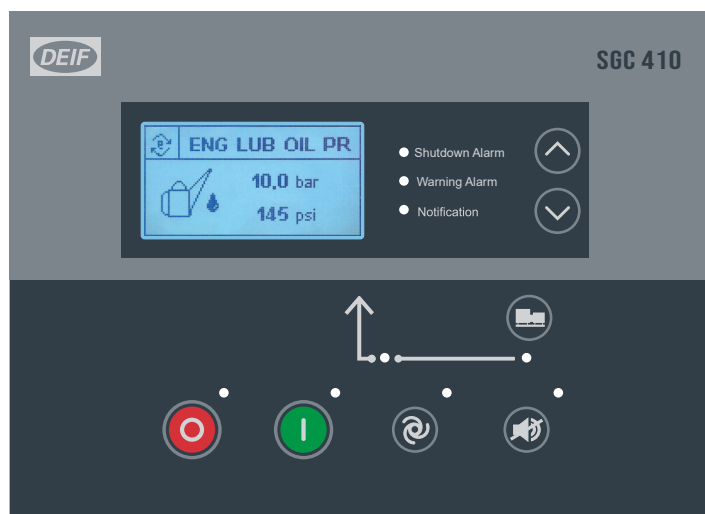 DEIF
SGC 410
ENG LUB OIL PR
10,0 bar
145 psi
Shutdown Alarm
Warning Alarm
Notification